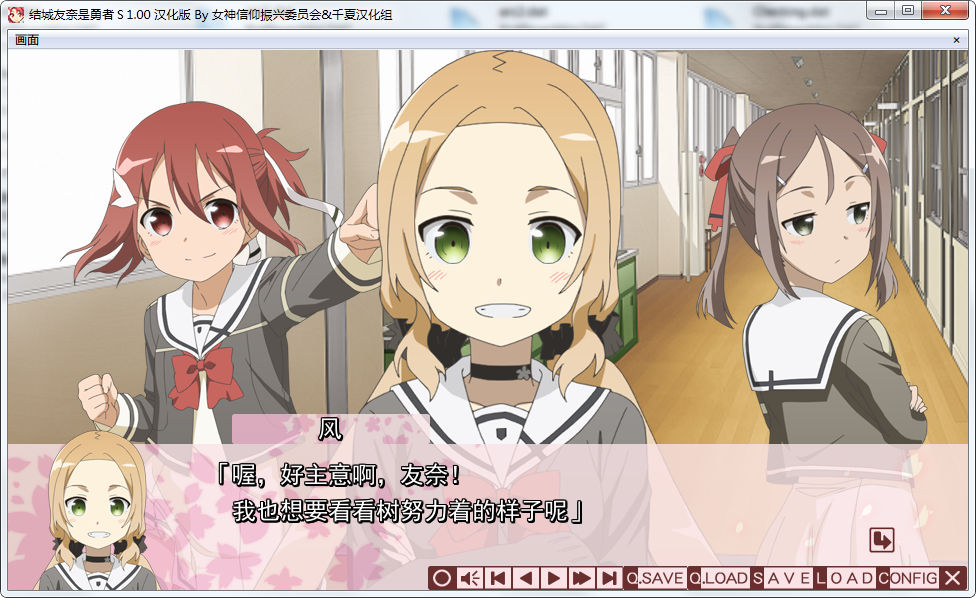 结城友奈是勇者 S 1.00 汉化版 By 女神信仰振兴委员会&千夏汉化组
画面
风
「喔，好主意啊，友奈！
我也想要看看树努力着的样子呢」
Q.SAVE Q.LOAD SAVE LOAD CONFIG